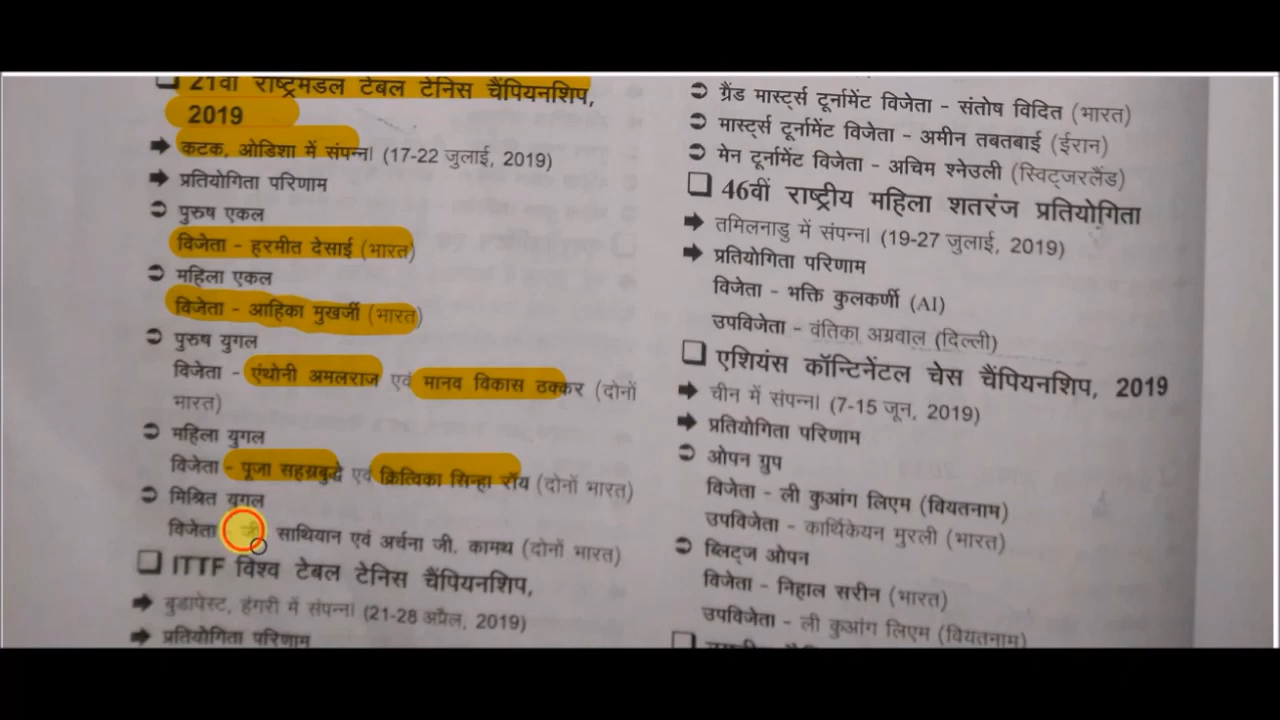 21वां राष्ट्रमंडल टेबल टेनिस चैंपियनशिप,
2019
कटक, ओडिशा में संपन्न। (17-22 जुलाई, 2019)
प्रतियोगिता परिणाम
पुरुष एकल
विजेता - हरमीत देसाई (भारत)
महिला एकल
विजेता - आहिका मुखर्जी (भारत)
पुरुष युगल
विजेता - एंथोनी अमलराज एवं मानव विकास ठक्कर (दोनों
भारत)
महिला युगल
विजेता - पूजा सहस्रबुद्धे एवं क्रित्विका सिन्हा रॉय (दोनों भारत)
मिश्रित युगल
विजेता - जी साथियान एवं अर्चना जी. कामथ (दोनों भारत)
ITTF विश्व टेबल टेनिस चैंपियनशिप,
बुडापेस्ट, हंगरी में संपन्न। (21-28 अप्रैल, 2019)
प्रतियोगिता परिणाम
ग्रैंड मास्टर्स टूर्नामेंट विजेता - संतोष विदित (भारत)
मास्टर्स टूर्नामेंट विजेता - अमीन तबतबाई (ईरान)
मेन टूर्नामेंट विजेता - अचिम श्नेउली (स्विट्जरलैंड)
46वीं राष्ट्रीय महिला शतरंज प्रतियोगिता
तमिलनाडु में संपन्न। (19-27 जुलाई, 2019)
प्रतियोगिता परिणाम
विजेता - भक्ति कुलकर्णी (AI)
उपविजेता - वंतिका अग्रवाल (दिल्ली)
एशियंस कॉन्टिनेंटल चेस चैंपियनशिप, 2019
चीन में संपन्न। (7-15 जून, 2019)
प्रतियोगिता परिणाम
ओपन ग्रुप
विजेता - ली कुआंग लिएम (वियतनाम)
उपविजेता - कार्थिकेयन मुरली (भारत)
ब्लिट्ज ओपन
विजेता - निहाल सरीन (भारत)
उपविजेता - ली कुआंग लिएम (वियतनाम)